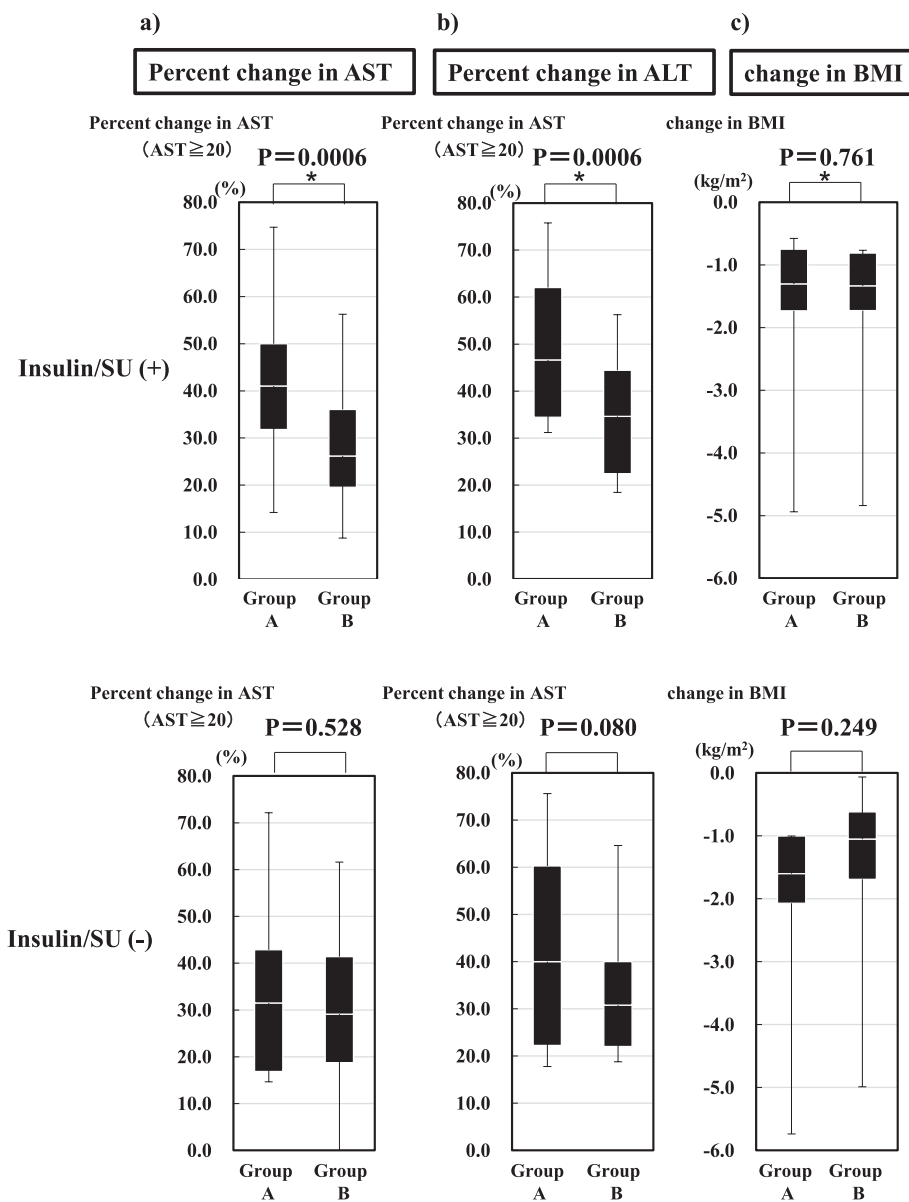 a)
b)
c)
Percent change in AST
Percent change in ALT
change in BMI
Percent change in AST
(AST≧20)
P=0.0006
*
(%)
80.0
70.0
60.0
50.0
40.0
30.0
20.0
10.0
0.0
Group
A
Group
B
Percent change in AST
(AST≧20)
P=0.0006
*
(%)
80.0
70.0
60.0
50.0
40.0
30.0
20.0
10.0
0.0
Group
A
Group
B
change in BMI
P=0.761
(kg/m²)
*
0.0
-1.0
-2.0
-3.0
-4.0
-5.0
-6.0
Group
A
Group
B
Insulin/SU (+)
Percent change in AST
(AST≧20)
P=0.528
(%)
80.0
70.0
60.0
50.0
40.0
30.0
20.0
10.0
0.0
Group
A
Group
B
Percent change in AST
(AST≧20)
P=0.080
(%)
80.0
70.0
60.0
50.0
40.0
30.0
20.0
10.0
0.0
Group
A
Group
B
change in BMI
P=0.249
(kg/m²)
0.0
-1.0
-2.0
-3.0
-4.0
-5.0
-6.0
Group
A
Group
B
Insulin/SU (-)